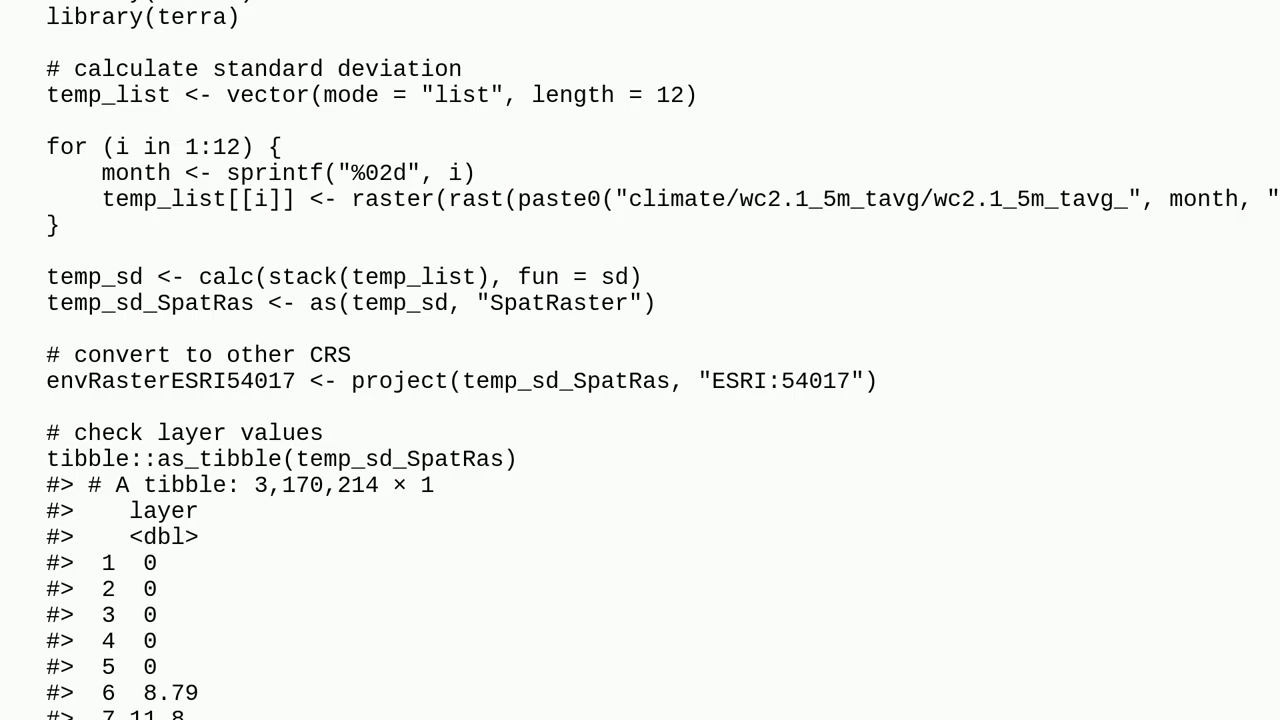 library(terra)
# calculate standard deviation
temp_list <- vector(mode = "list", length = 12)
for (i in 1:12) {
    month <- sprintf("%02d", i)
    temp_list[[i]] <- raster(rast(paste0("climate/wc2.1_5m_tavg/wc2.1_5m_tavg_", month, "
}
temp_sd <- calc(stack(temp_list), fun = sd)
temp_sd_SpatRas <- as(temp_sd, "SpatRaster")
# convert to other CRS
envRasterESRI54017 <- project(temp_sd_SpatRas, "ESRI:54017")
# check layer values
tibble::as_tibble(temp_sd_SpatRas)
#> # A tibble: 3,170,214 × 1
#>    layer
#>    <dbl>
#>  1  0
#>  2  0
#>  3  0
#>  4  0
#>  5  0
#>  6  8.79
#>  7 11.8